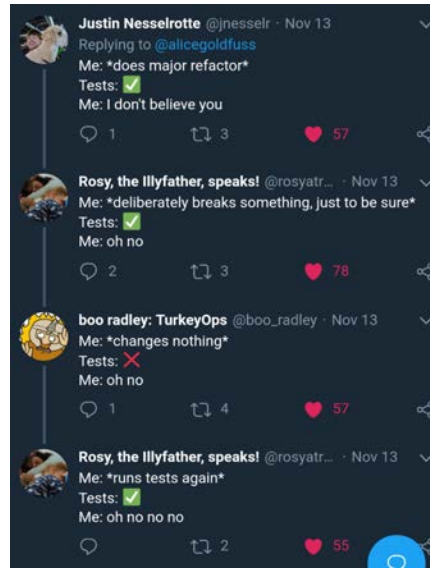 Justin Nesselrotte @jnesselr · Nov 13
Replying to @alicegoldfuss
Me: *does major refactor*
Tests: ✅
Me: I don't believe you
1 3 57
Rosy, the Illyfather, speaks! @rosyatr... · Nov 13
Me: *deliberately breaks something, just to be sure*
Tests: ✅
Me: oh no
2 3 78
boo radley: TurkeyOps @boo_radley · Nov 13
Me: *changes nothing*
Tests: ❌
Me: oh no
1 4 57
Rosy, the Illyfather, speaks! @rosyatr... · Nov 13
Me: *runs tests again*
Tests: ✅
Me: oh no no no
2 55